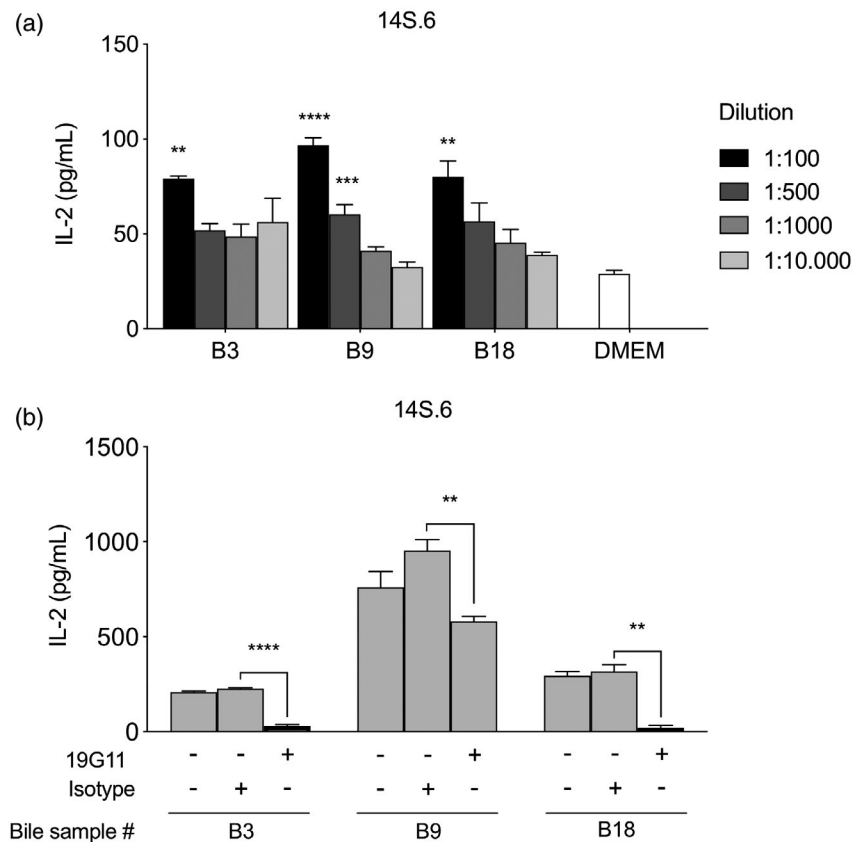 (a)
14S.6
150
100
50
0
IL-2 (pg/mL)
**
****
***
**
B3 B9 B18 DMEM
Dilution
1:100
1:500
1:1000
1:10.000
(b)
14S.6
1500
1000
500
0
IL-2 (pg/mL)
****
**
**
19G11 - - + - - + - - +
Isotype - + - - + - - + -
Bile sample # B3 B9 B18